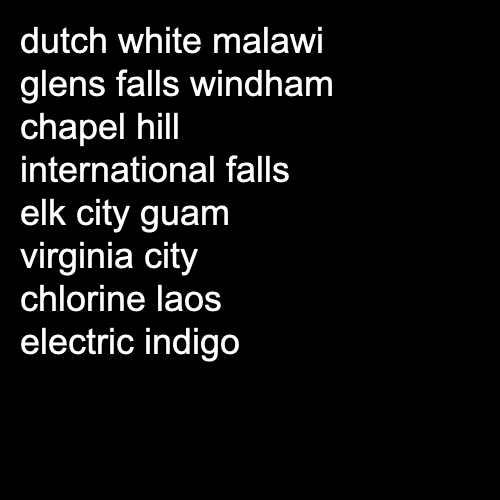 dutch white malawi
glens falls windham
chapel hill
international falls
elk city guam
virginia city
chlorine laos
electric indigo